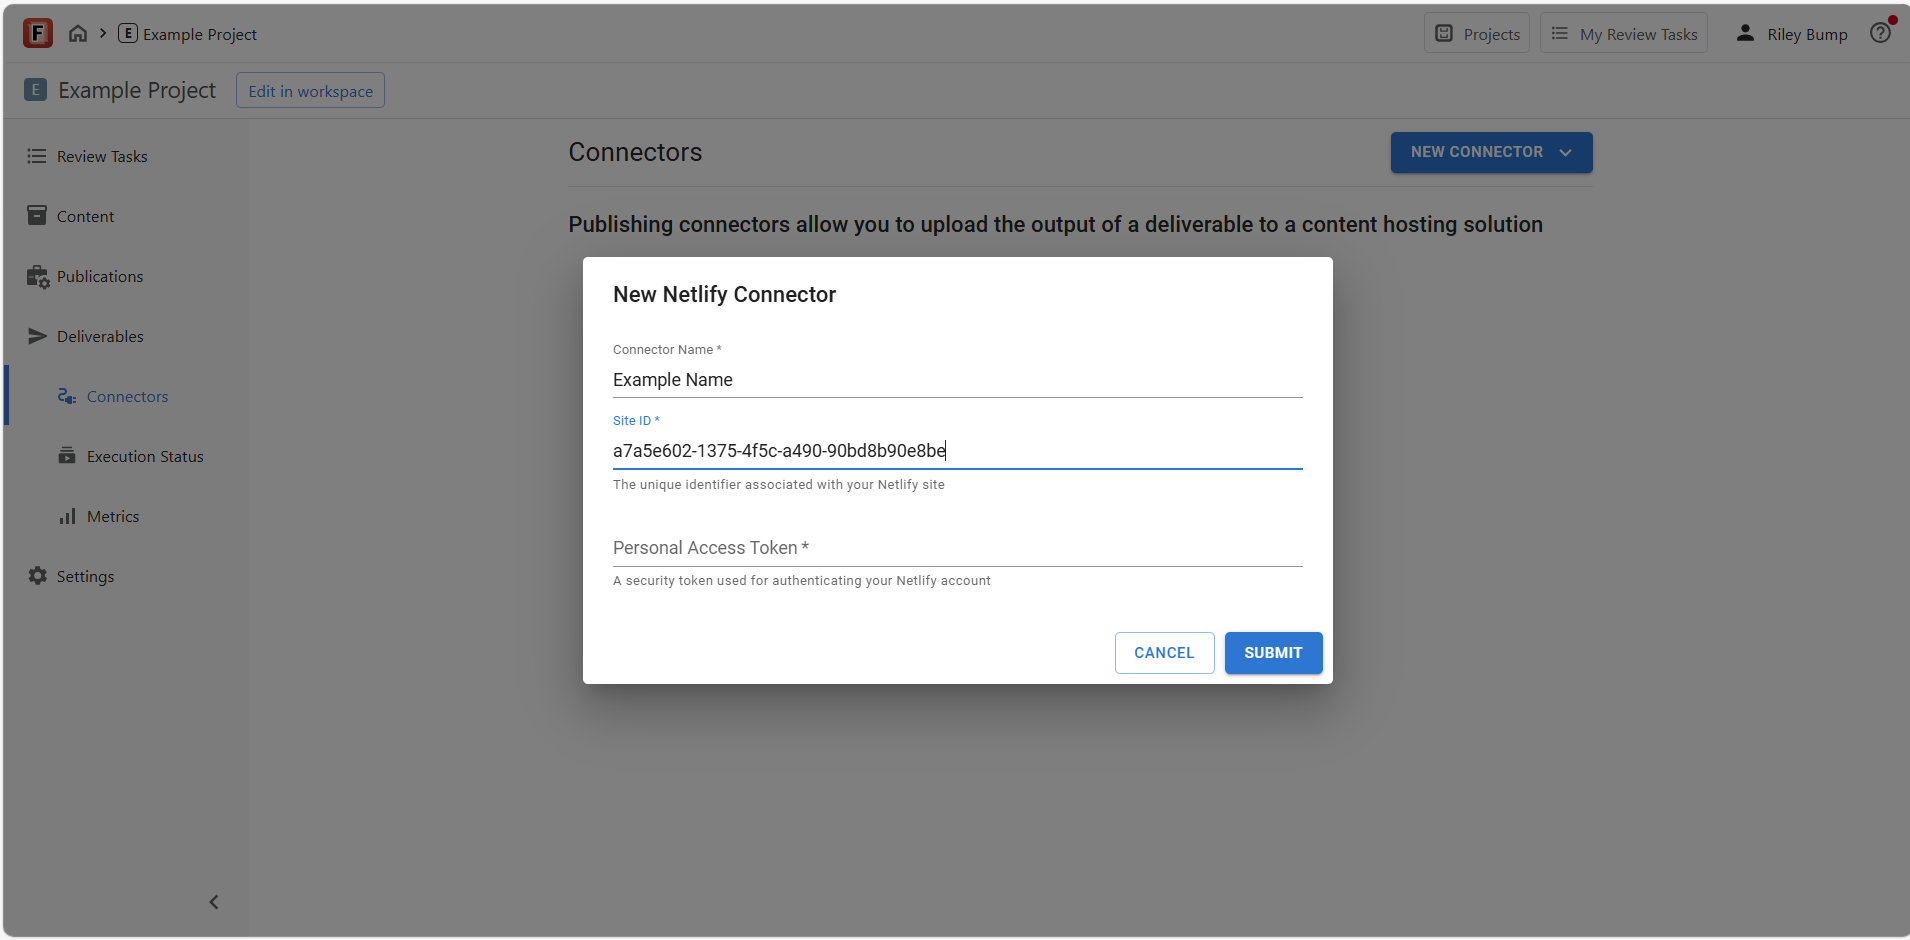 F
E Example Project
Projects
My Review Tasks
Riley Bump
?
E Example Project
Edit in workspace
Review Tasks
Content
Publications
Deliverables
Connectors
Execution Status
Metrics
Settings
Connectors
NEW CONNECTOR
Publishing connectors allow you to upload the output of a deliverable to a content hosting solution
New Netlify Connector
Connector Name *
Example Name
Site ID *
a7a5e602-1375-4f5c-a490-90bd8b90e8be
The unique identifier associated with your Netlify site
Personal Access Token *
A security token used for authenticating your Netlify account
CANCEL
SUBMIT